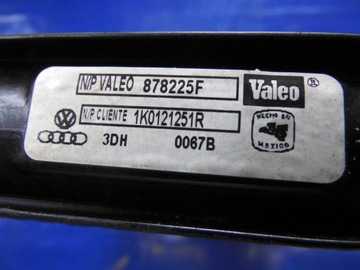 N/P VALEO 878225F Valeo ®
N/P CLIENTE 1K0121251R
HECHO EN
MEXICO
3DH 0067B